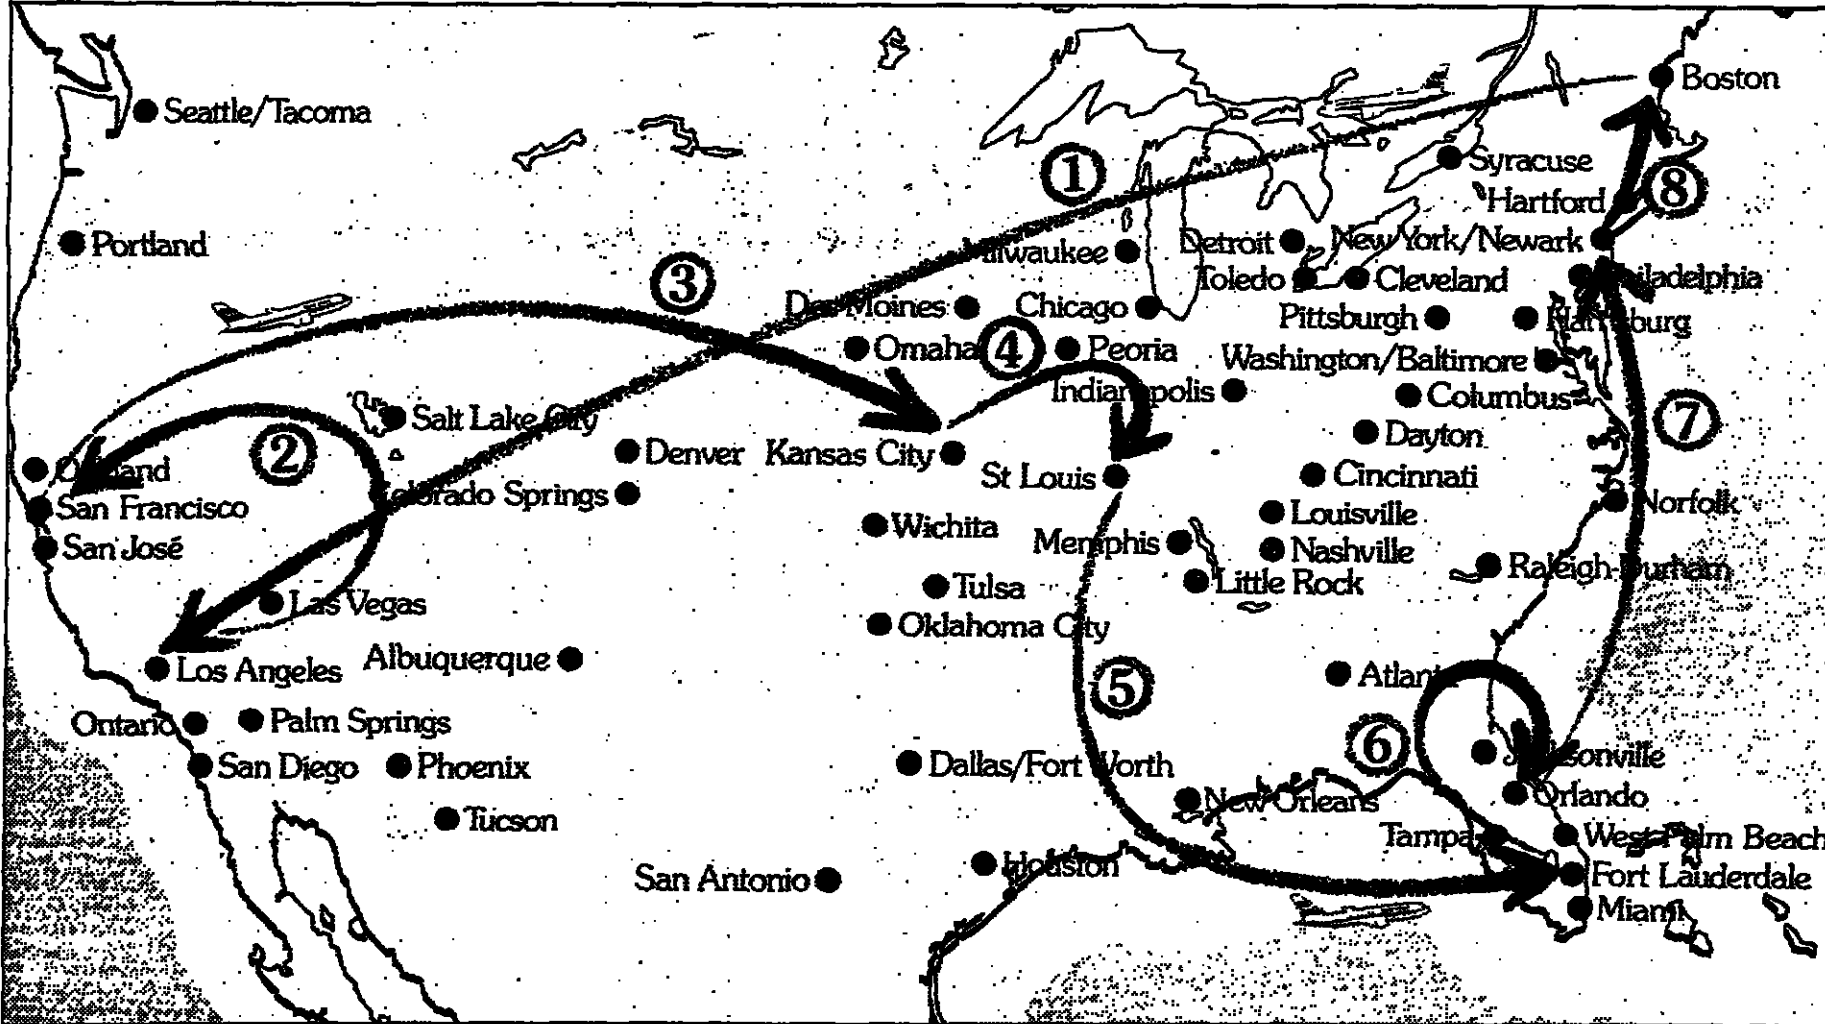 Boston
Seattle/Tacoma
①
Syracuse
⑧
Hartford
Portland
Milwaukee
Detroit
New York/Newark
③
Toledo
Cleveland
Philadelphia
Des Moines
Chicago
Pittsburgh
Harrisburg
Omaha
④
Peoria
Washington/Baltimore
Indianapolis
Columbus
Salt Lake City
⑦
②
Denver
Kansas City
Dayton
Oakland
St Louis
Cincinnati
Colorado Springs
San Francisco
Norfolk
Louisville
Wichita
San José
Memphis
Nashville
Raleigh-Durham
Little Rock
Tulsa
Las Vegas
Oklahoma City
Los Angeles
Albuquerque
Atlanta
⑤
Ontario
Palm Springs
⑥
San Diego
Phoenix
Dallas/Fort Worth
Jacksonville
New Orleans
Orlando
Tucson
Tampa
West Palm Beach
Houston
San Antonio
Fort Lauderdale
Miami